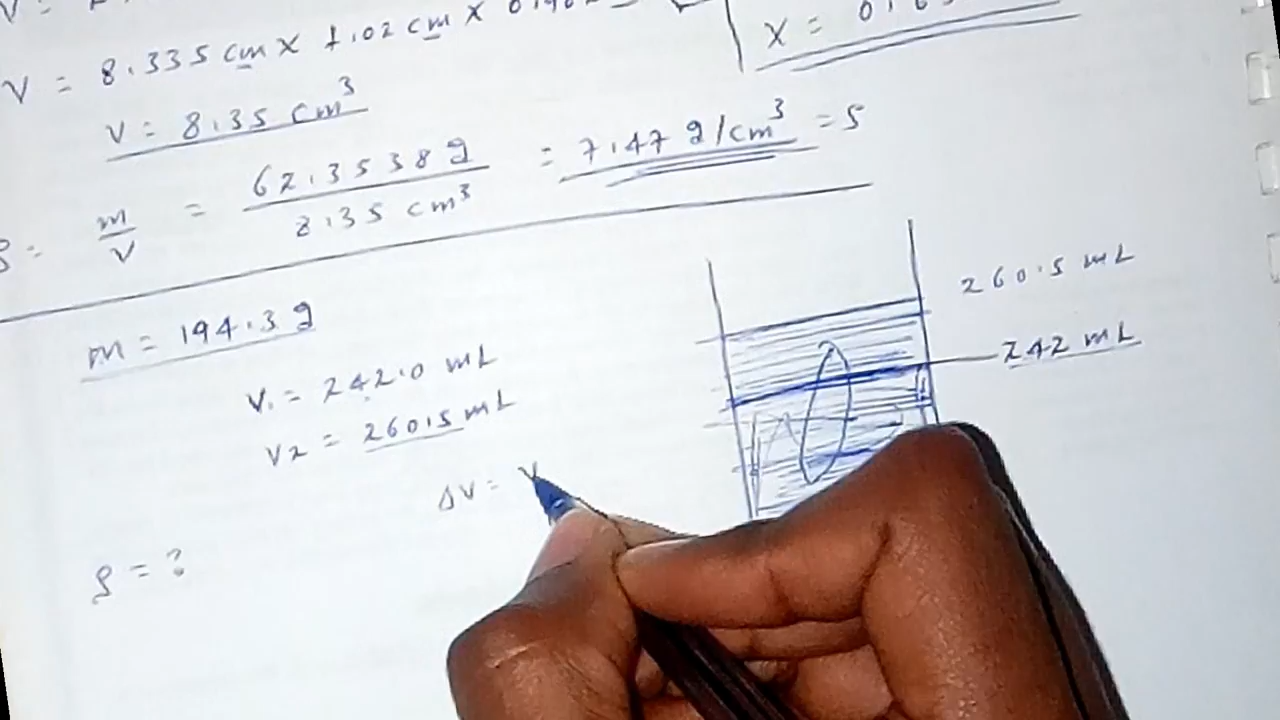 V = 8.335 cm x 1.02 cm x
x =
V = 8.35 cm³
ρ = m/V = 62.3538 g / 8.35 cm³ = 7.47 g/cm³ = S
m = 194.3 g
260.5 mL
V₁ = 242.0 mL
242 mL
V₂ = 260.5 mL
ΔV = V
ρ = ?